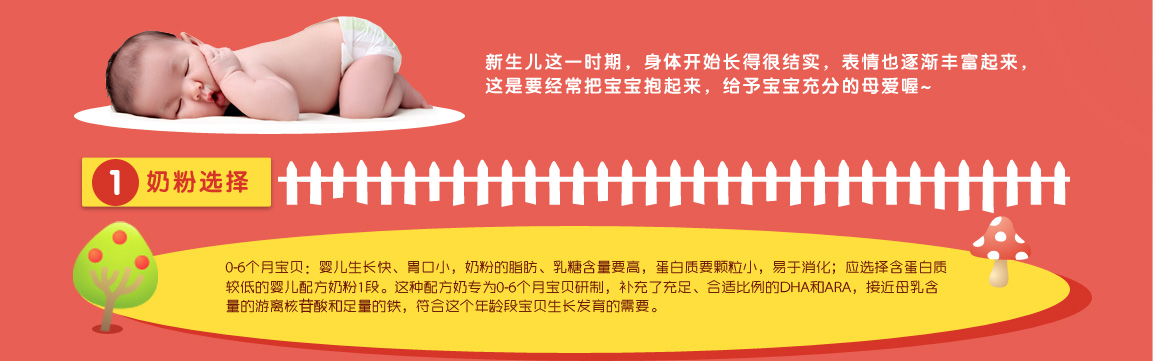 新生儿这一时期，身体开始长得很结实，表情也逐渐丰富起来，
这是要经常把宝宝抱起来，给予宝宝充分的母爱喔~
1 奶粉选择
0-6个月宝贝：婴儿生长快、胃口小，奶粉的脂肪、乳糖含量要高，蛋白质要颗粒小，易于消化；应选择含蛋白质
较低的婴儿配方奶粉1段。这种配方奶专为0-6个月宝贝研制，补充了充足、合适比例的DHA和ARA，接近母乳含
量的游离核苷酸和足量的铁，符合这个年龄段宝贝生长发育的需要。